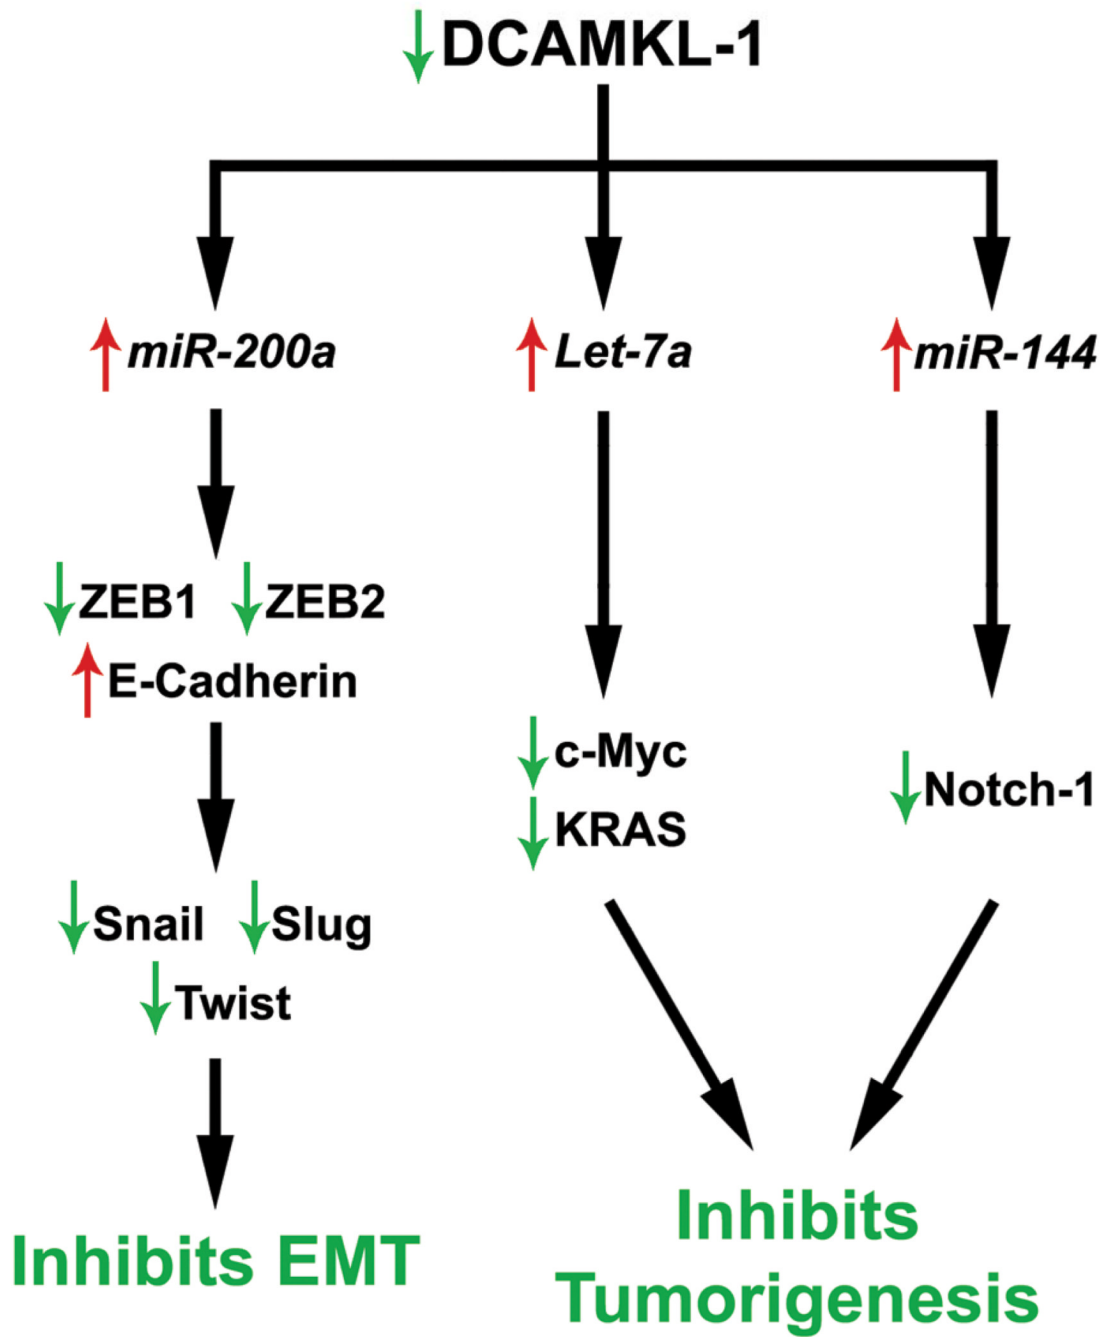 DCAMKL-1
miR-200a
Let-7a
miR-144
ZEB1 ZEB2
E-Cadherin
Snail Slug
Twist
c-Myc
KRAS
Notch-1
Inhibits EMT
Inhibits
Tumorigenesis